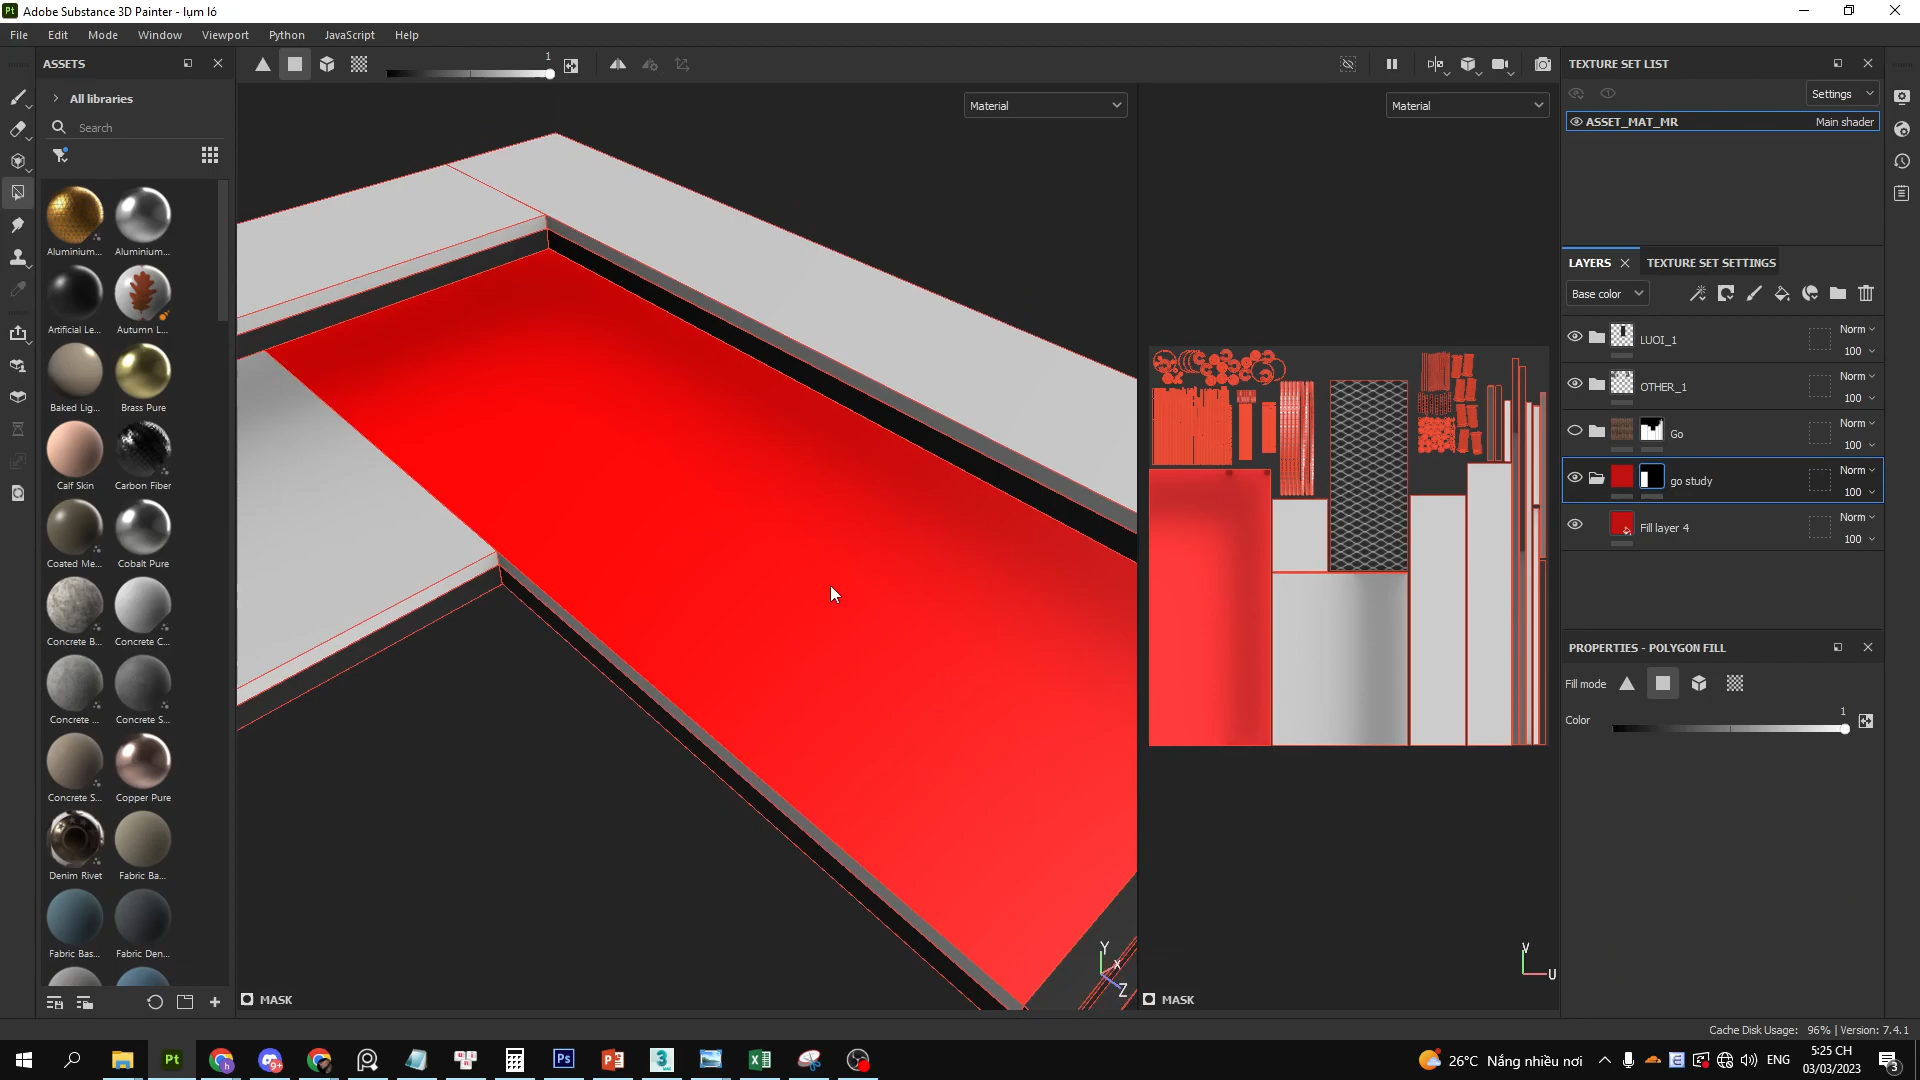 Adobe Substance 3D Painter - lụm ló
File Edit Mode Window Viewport Python JavaScript Help
ASSETS
All libraries
Search
Aluminium... Aluminium...
Artificial Le... Autumn L...
Baked Lig... Brass Pure
Calf Skin Carbon Fiber
Coated Me... Cobalt Pure
Concrete B... Concrete C...
Concrete ... Concrete S...
Concrete S... Copper Pure
Denim Rivet Fabric Ba...
Fabric Bas... Fabric Den...
1
Material
Material
Y
X
Z
V
U
MASK
MASK
TEXTURE SET LIST
Settings
ASSET_MAT_MR Main shader
LAYERS TEXTURE SET SETTINGS
Base color
LUOI_1 Norm 100
OTHER_1 Norm 100
Go Norm 100
go study Norm 100
Fill layer 4 Norm 100
PROPERTIES - POLYGON FILL
Fill mode
Color 1
Cache Disk Usage: 96% | Version: 7.4.1
26°C Nắng nhiều nơi
ENG
5:25 CH
03/03/2023
3